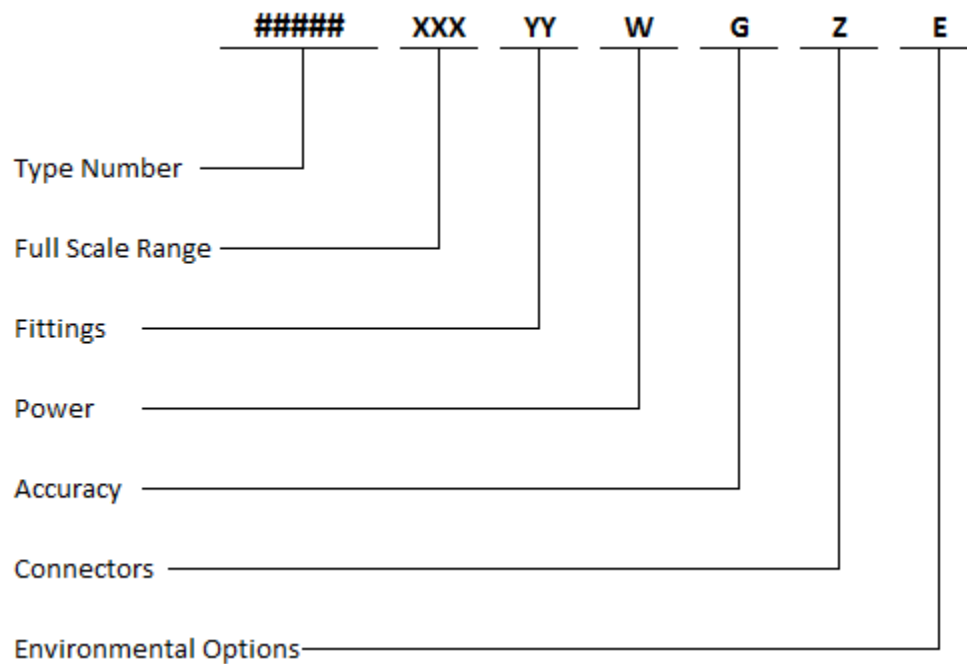 ##### XXX YY W G Z E
Type Number
Full Scale Range
Fittings
Power
Accuracy
Connectors
Environmental Options